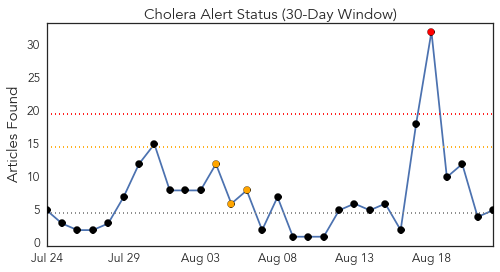 Cholera Alert Status (30-Day Window)
Articles Found
30
25
20
15
10
5
0
Jul 24 Jul 29 Aug 03 Aug 08 Aug 13 Aug 18